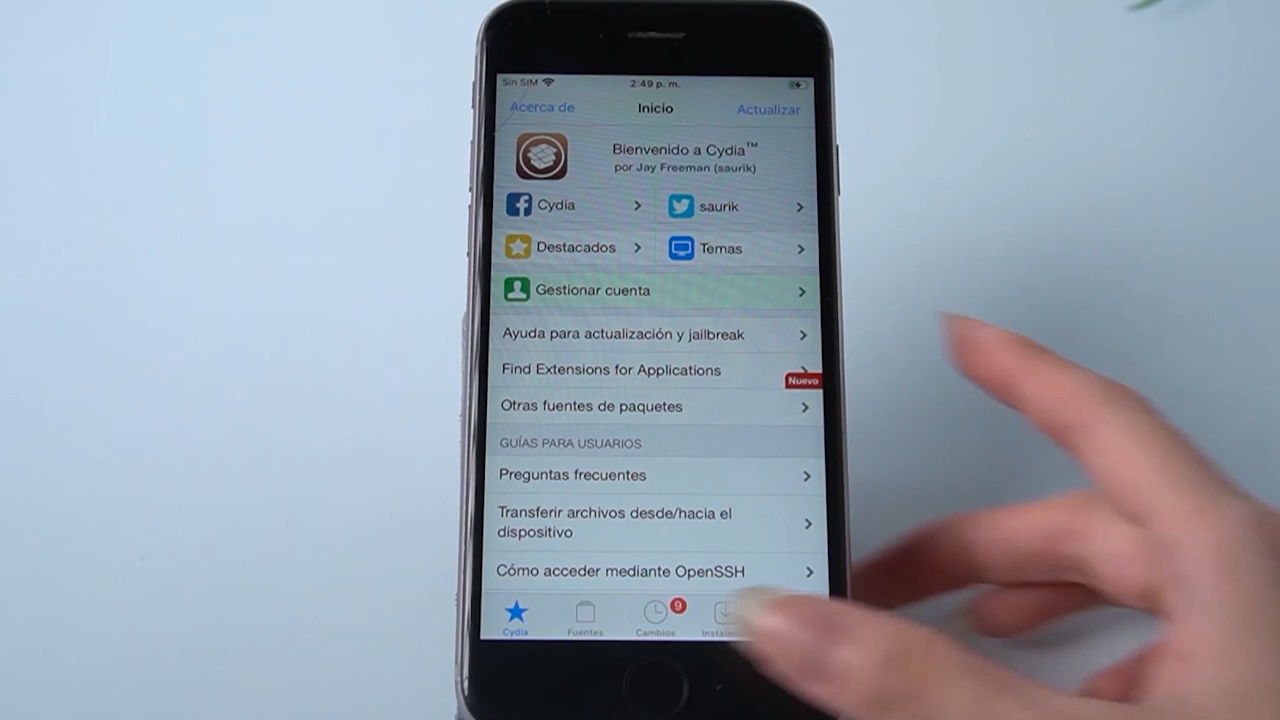 Sin SIM 2:49 p. m.
Acerca de Inicio Actualizar
Bienvenido a Cydia™
por Jay Freeman (saurik)
Cydia saurik
Destacados Temas
Gestionar cuenta
Ayuda para actualización y jailbreak
Find Extensions for Applications
Nuevo
Otras fuentes de paquetes
GUÍAS PARA USUARIOS
Preguntas frecuentes
Transferir archivos desde/hacia el
dispositivo
Cómo acceder mediante OpenSSH
9
Cydia Fuentes Cambios